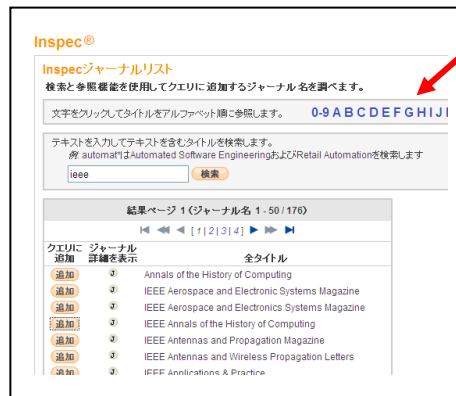 Inspec®
Inspecジャーナルリスト
検索と参照機能を使用してクエリに追加するジャーナル名を調べます。
文字をクリックしてタイトルをアルファベット順に参照します。 0-9 A B C D E F G H I J
テキストを入力してテキストを含むタイトルを検索します。
例 automat*はAutomated Software EngineeringおよびRetail Automationを検索します
ieee 検索
結果ページ 1 (ジャーナル名 1 - 50 / 176)
[ 1 | 2 | 3 | 4 ]
クエリに追加 ジャーナル詳細を表示 全タイトル
追加 J Annals of the History of Computing
追加 J IEEE Aerospace and Electronic Systems Magazine
追加 J IEEE Aerospace and Electronics Systems Magazine
追加 J IEEE Annals of the History of Computing
追加 J IEEE Antennas and Propagation Magazine
追加 J IEEE Antennas and Wireless Propagation Letters
追加 J IEEE Applications & Practice